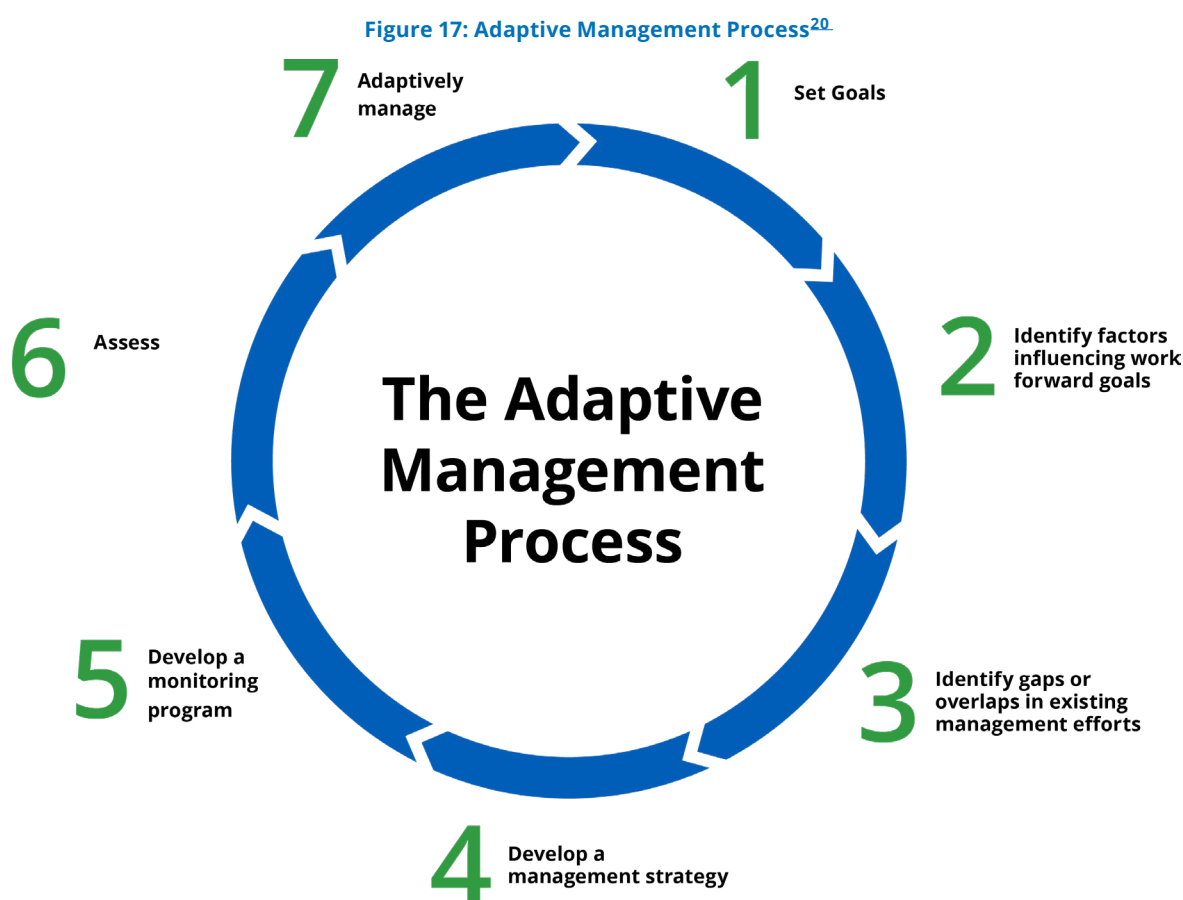 Figure 17: Adaptive Management Process20
7
Adaptively
manage
1
Set Goals
2
Identify factors
influencing work
forward goals
6
Assess
The Adaptive
Management
Process
3
Identify gaps or
overlaps in existing
management efforts
5
Develop a
monitoring
program
4
Develop a
management strategy